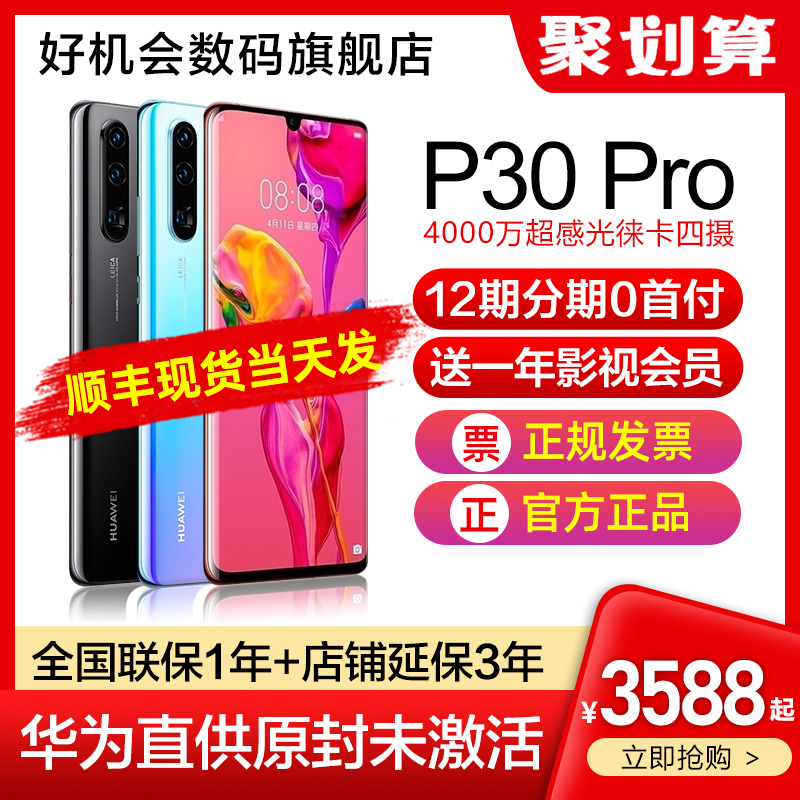 好机会数码旗舰店
聚划算
P30 Pro
4000万超感光徕卡四摄
12期分期0首付
送一年影视会员
票 正规发票
正 官方正品
08:08
4月11日 星期四
顺丰现货当天发
LEICA
LEICA
HUAWEI
HUAWEI
全国联保1年+店铺延保3年
华为直供原封未激活
¥3588起
立即抢购 >